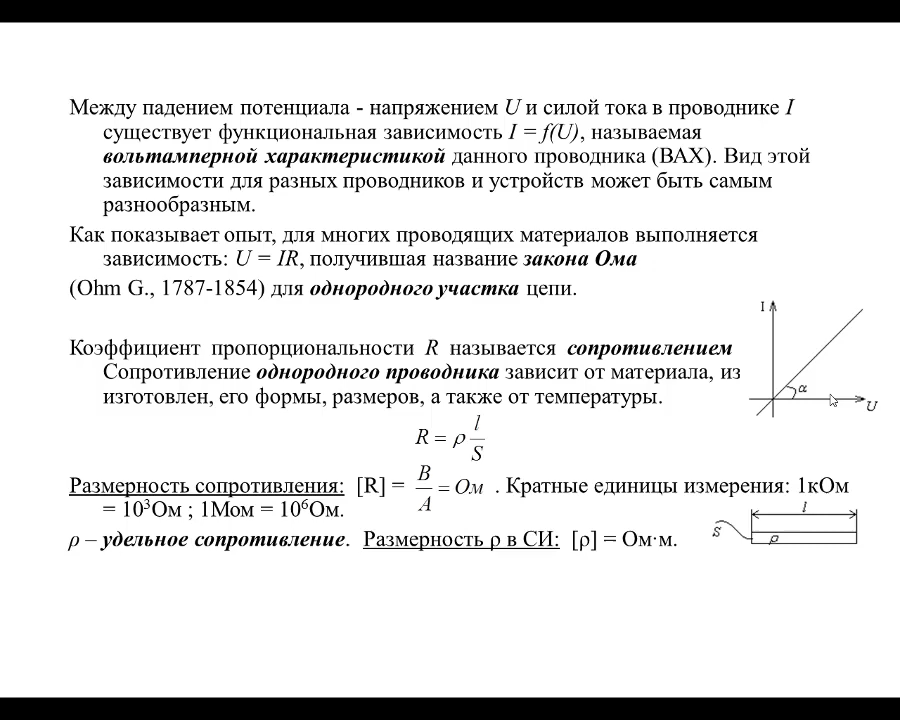 Между падением потенциала - напряжением U и силой тока в проводнике I
существует функциональная зависимость I = f(U), называемая
вольтамперной характеристикой данного проводника (ВАХ). Вид этой
зависимости для разных проводников и устройств может быть самым
разнообразным.
Как показывает опыт, для многих проводящих материалов выполняется
зависимость: U = IR, получившая название закона Ома
(Ohm G., 1787-1854) для однородного участка цепи.
Коэффициент пропорциональности R называется сопротивлением
Сопротивление однородного проводника зависит от материала, из
изготовлен, его формы, размеров, а также от температуры.
I
α
U
R = ρ l/S
Размерность сопротивления: [R] = В/А = Ом . Кратные единицы измерения: 1кОм
= 10³Ом ; 1Мом = 10⁶Ом.
l
S
ρ
ρ – удельное сопротивление. Размерность ρ в СИ: [ρ] = Ом·м.